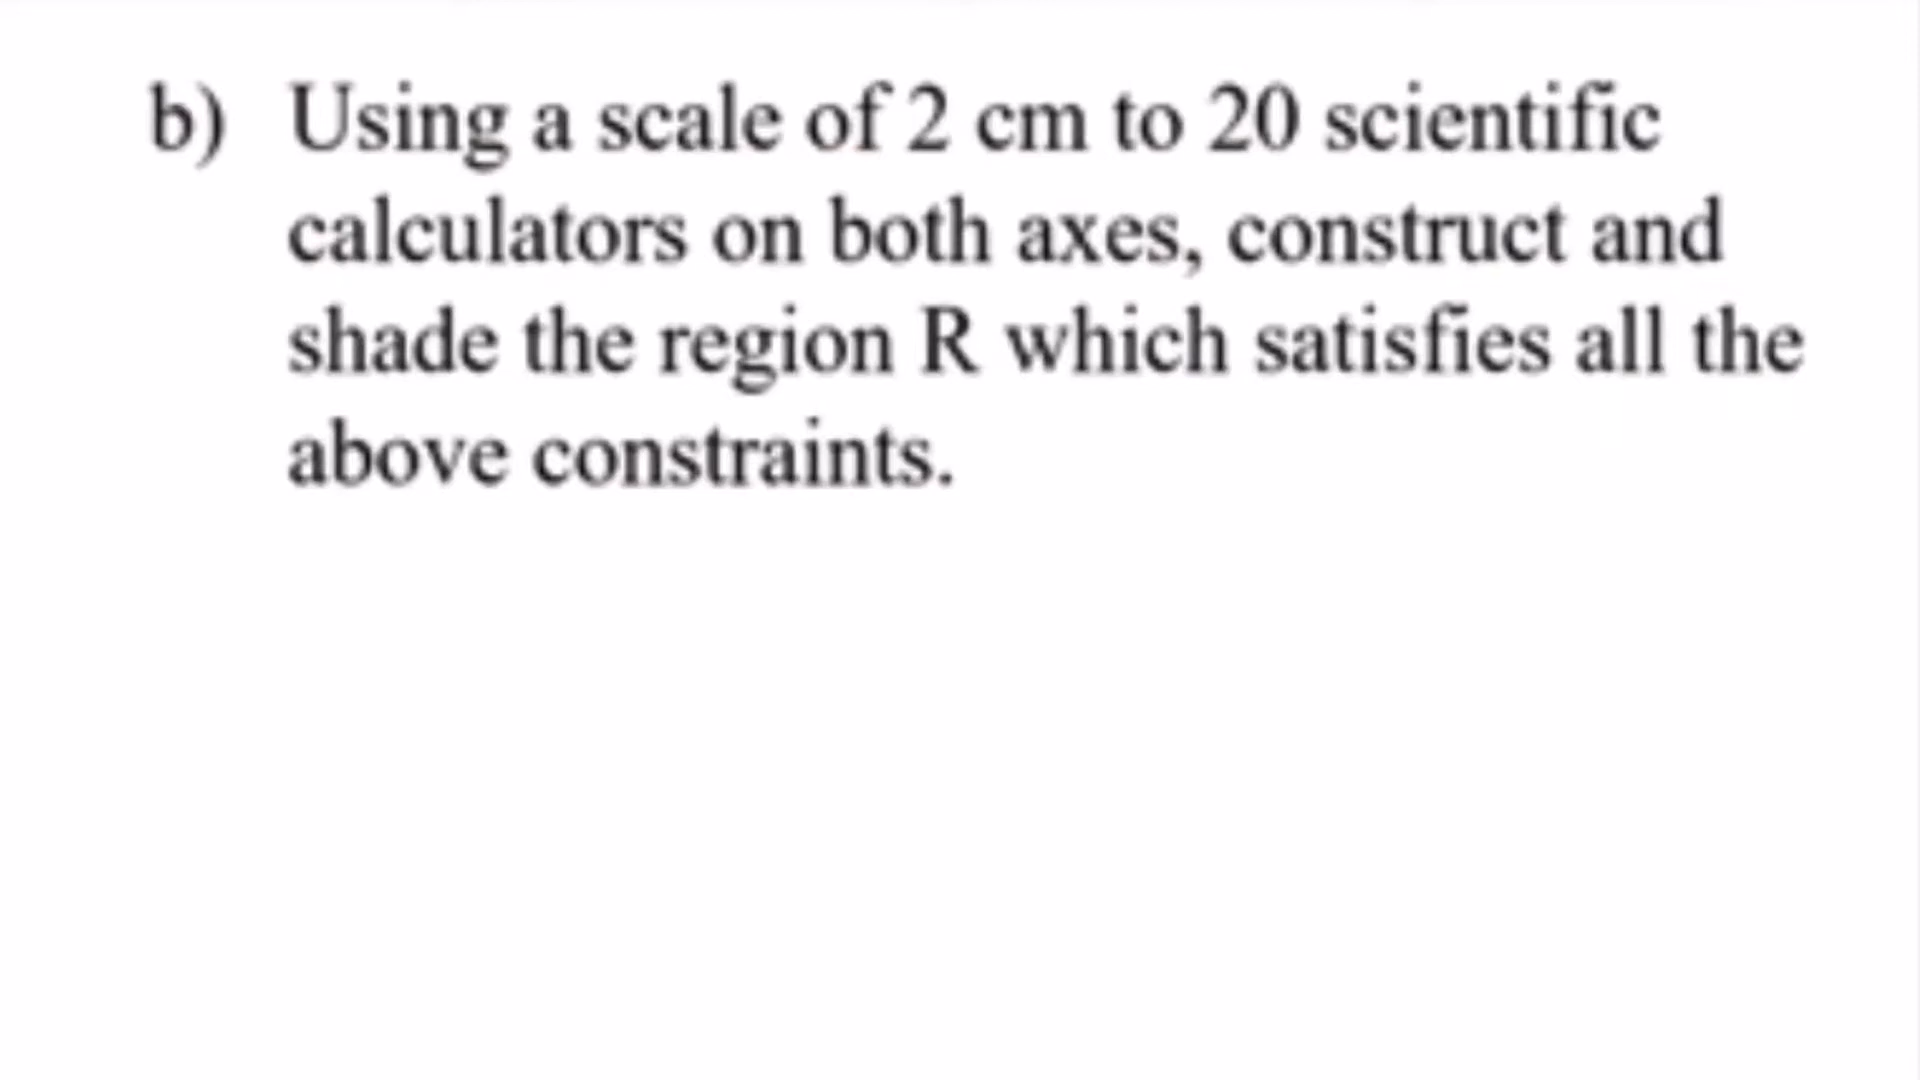 b) Using a scale of 2 cm to 20 scientific
calculators on both axes, construct and
shade the region R which satisfies all the
above constraints.